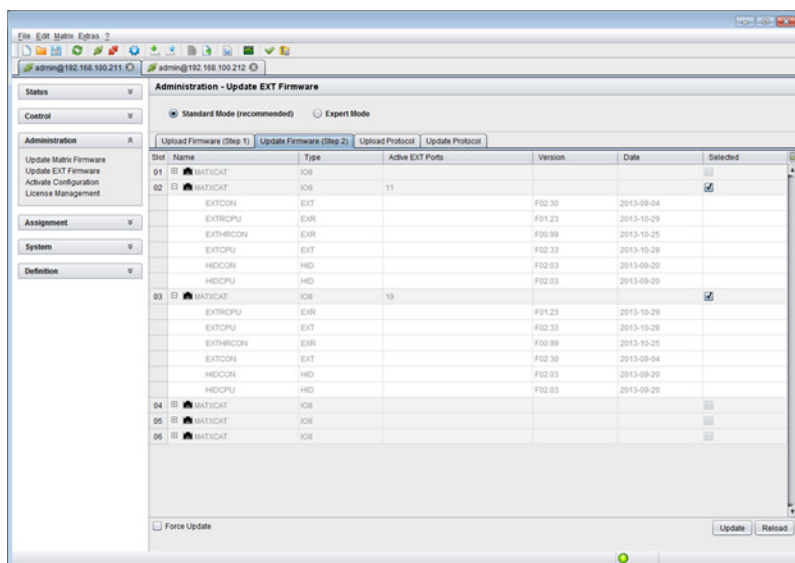 File Edit Matrix Extras ?
admin@192.168.100.211
admin@192.168.100.212
Status
Control
Administration
Update Matrix Firmware
Update EXT Firmware
Activate Configuration
License Management
Assignment
System
Definition
Administration - Update EXT Firmware
Standard Mode (recommended) Expert Mode
Upload Firmware (Step 1) Update Firmware (Step 2) Upload Protocol Update Protocol
Slot Name Type Active EXT Ports Version Date Selected
01 MATXCAT IO8
02 MATXCAT IO8 11
EXTCON EXT F02.30 2013-09-04
EXTRCPU EXR F01.23 2013-10-29
EXTHRCON EXR F00.99 2013-10-25
EXTCPU EXT F02.33 2013-10-28
HIDCON HID F02.03 2013-09-20
HIDCPU HID F02.03 2013-09-20
03 MATXCAT IO8 19
EXTRCPU EXR F01.23 2013-10-29
EXTCPU EXT F02.33 2013-10-28
EXTHRCON EXR F00.99 2013-10-25
EXTCON EXT F02.30 2013-09-04
HIDCON HID F02.03 2013-09-20
HIDCPU HID F02.03 2013-09-20
04 MATXCAT IO8
05 MATXCAT IO8
06 MATXCAT IO8
Force Update
Update Reload